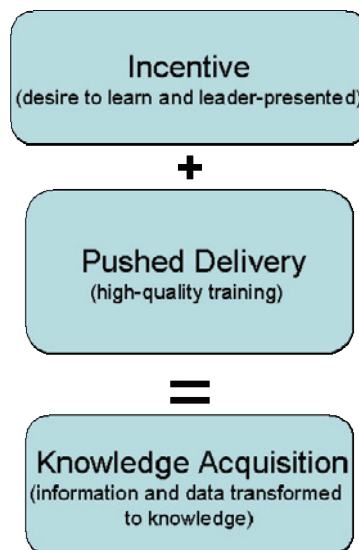 Incentive
(desire to learn and leader-presented)
+
Pushed Delivery
(high-quality training)
=
Knowledge Acquisition
(information and data transformed
to knowledge)